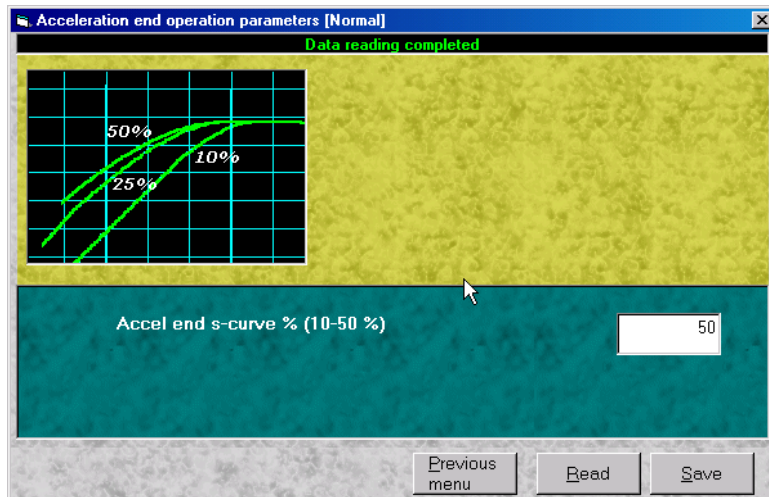 Acceleration end operation parameters [Normal]
Data reading completed
50%
10%
25%
Accel end s-curve % (10-50 %)
50
Previous
menu
Read
Save